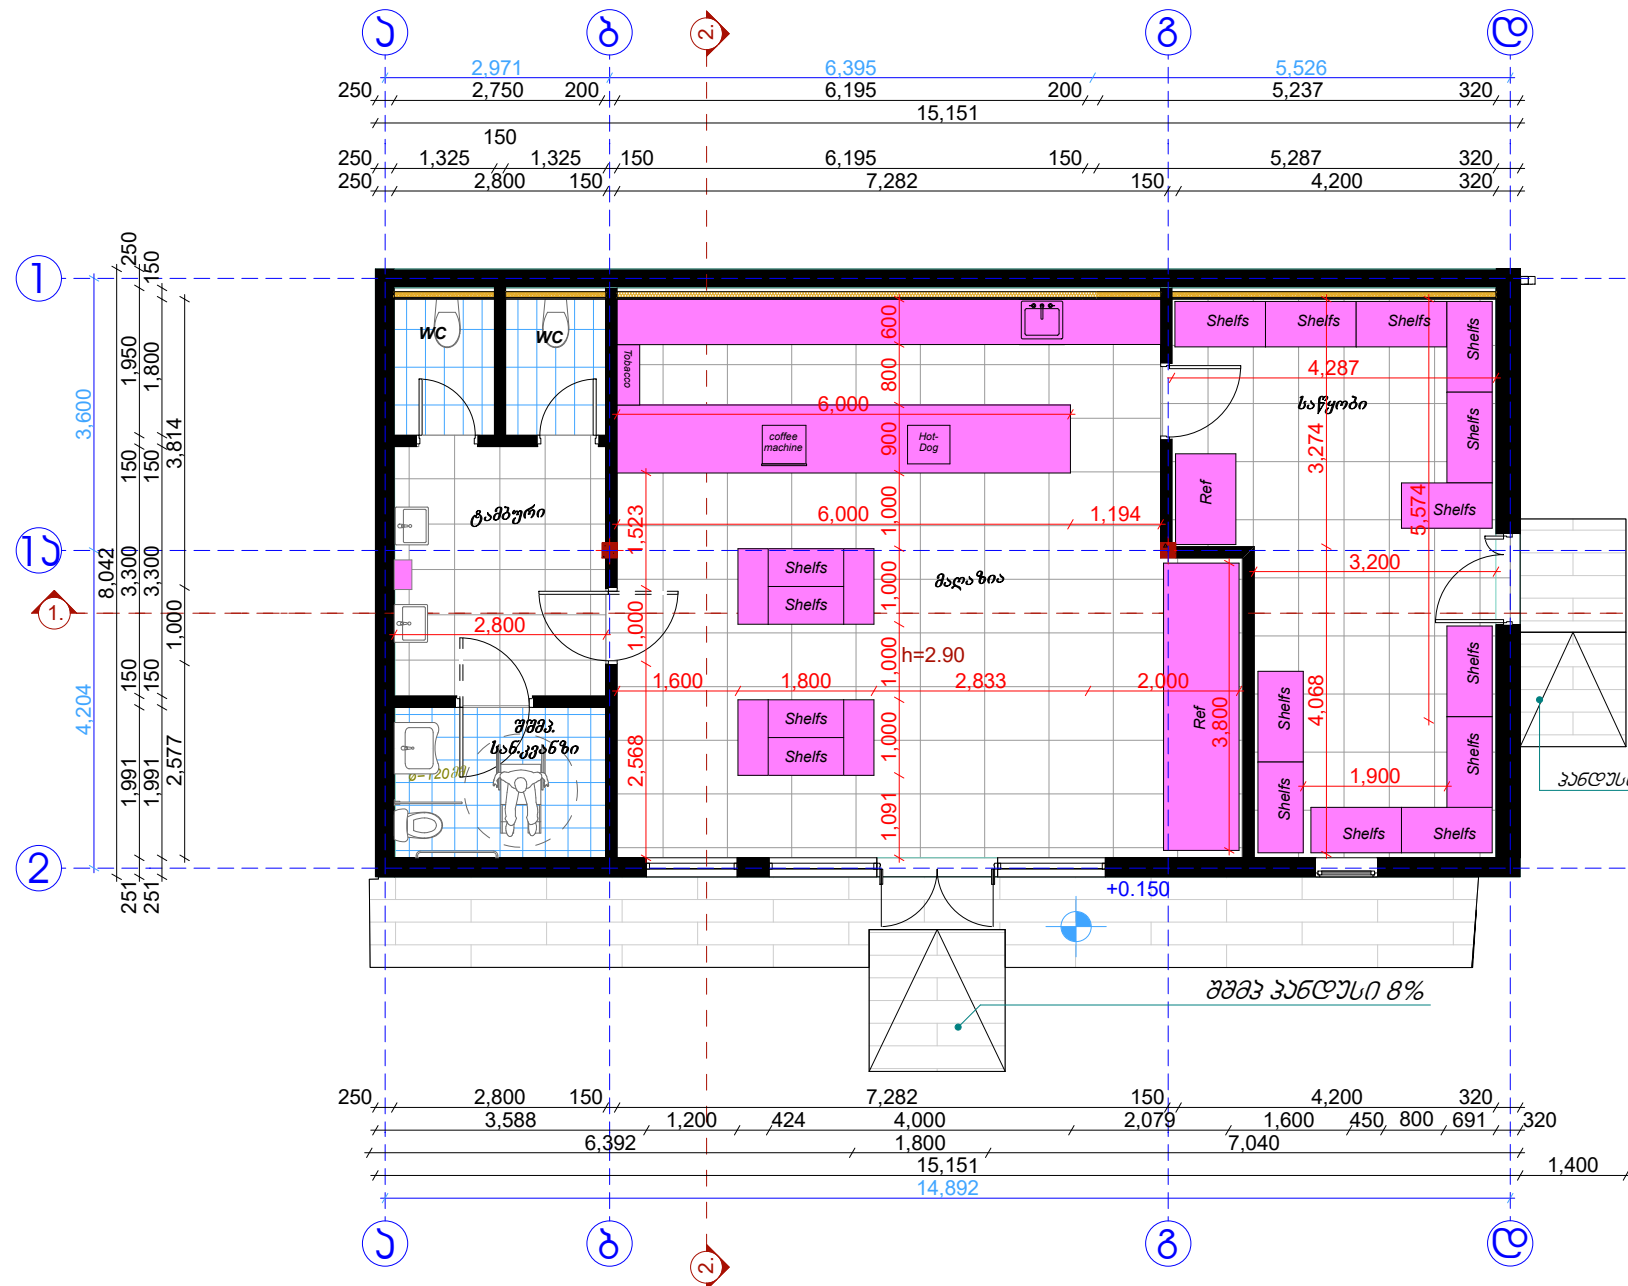 ა ბ 2. გ დ
2,971 6,395 5,526
250 2,750 200 6,195 200 5,237 320
15,151
150
250 1,325 1,325 150 6,195 150 5,287 320
250 2,800 150 7,282 150 4,200 320
1
1ა
1.
2
3,600
4,204
8,042
250 1,950 150 3,300 150 1,991 251
150 1,800 150 3,300 150 1,991 251
3,814 1,000 2,577
WC
WC
Tobacco
600
800
6,000
900
coffee
machine
Hot-
Dog
Shelfs Shelfs Shelfs Shelfs
4,287
საწყობი
3,274
Shelfs
Ref
Shelfs
5,574
ტამბური
1,523
6,000
1,000
1,194
3,200
Shelfs
Shelfs
1,000
მაღაზია
2,800
1,000
h=2.90
1,000
1,600 1,800 2,833 2,000
Shelfs
Shelfs
1,000
2,568
1,091
Ref
3,800
Shelfs
Shelfs
4,068
1,900
Shelfs
Shelfs
Shelfs Shelfs
შშმპ.
სან.კვანზი
ø=120
+0.150
შშმპ პანდუსი 8%
250 2,800 150 7,282 150 4,200 320
3,588 1,200 424 4,000 2,079 1,600 450 800 691 320
6,392 1,800 7,040
15,151 1,400
14,892
ა ბ 2. გ დ